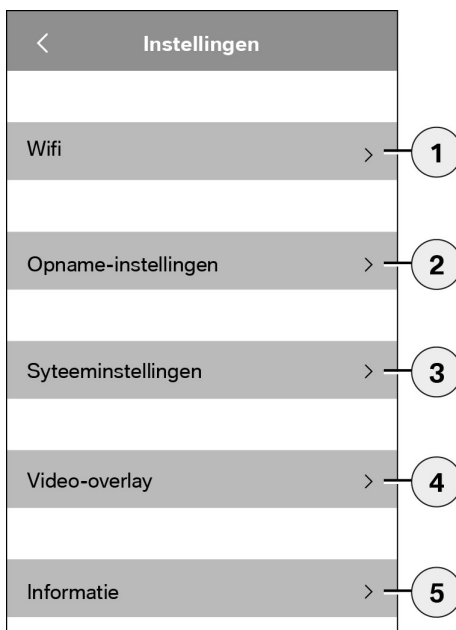 Instellingen
Wifi
1
Opname-instellingen
2
Syteeminstellingen
3
Video-overlay
4
Informatie
5